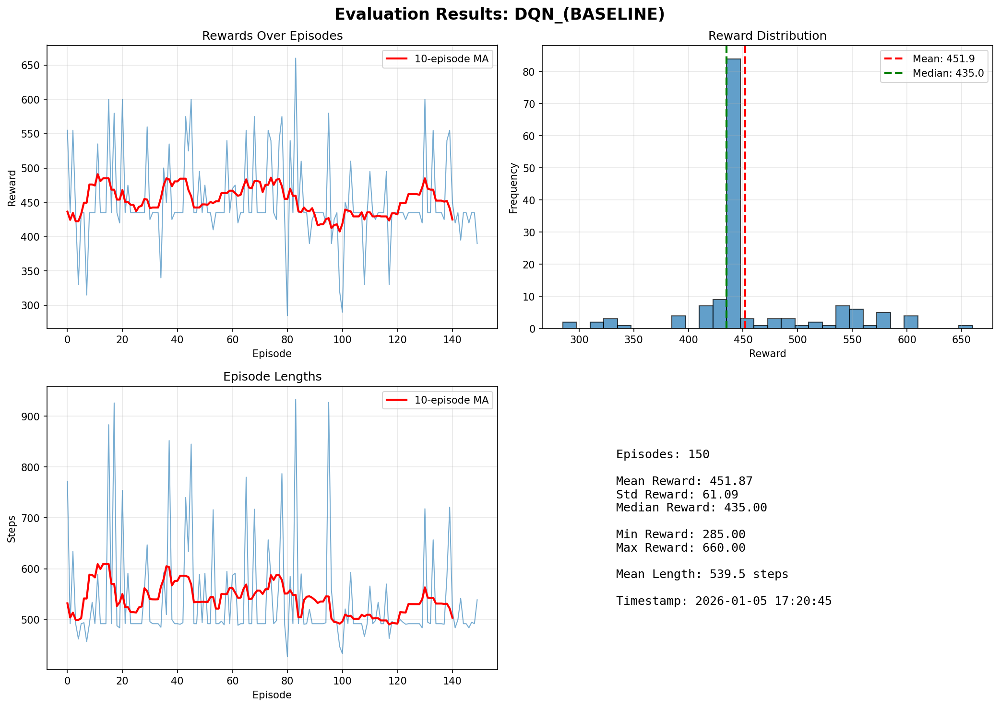 Evaluation Results: DQN_(BASELINE)
Rewards Over Episodes
10-episode MA
Reward
650
600
550
500
450
400
350
300
0 20 40 60 80 100 120 140
Episode
Reward Distribution
Mean: 451.9
Median: 435.0
Frequency
80
70
60
50
40
30
20
10
0
300 350 400 450 500 550 600 650
Reward
Episode Lengths
10-episode MA
Steps
900
800
700
600
500
0 20 40 60 80 100 120 140
Episode
Episodes: 150
Mean Reward: 451.87
Std Reward: 61.09
Median Reward: 435.00
Min Reward: 285.00
Max Reward: 660.00
Mean Length: 539.5 steps
Timestamp: 2026-01-05 17:20:45